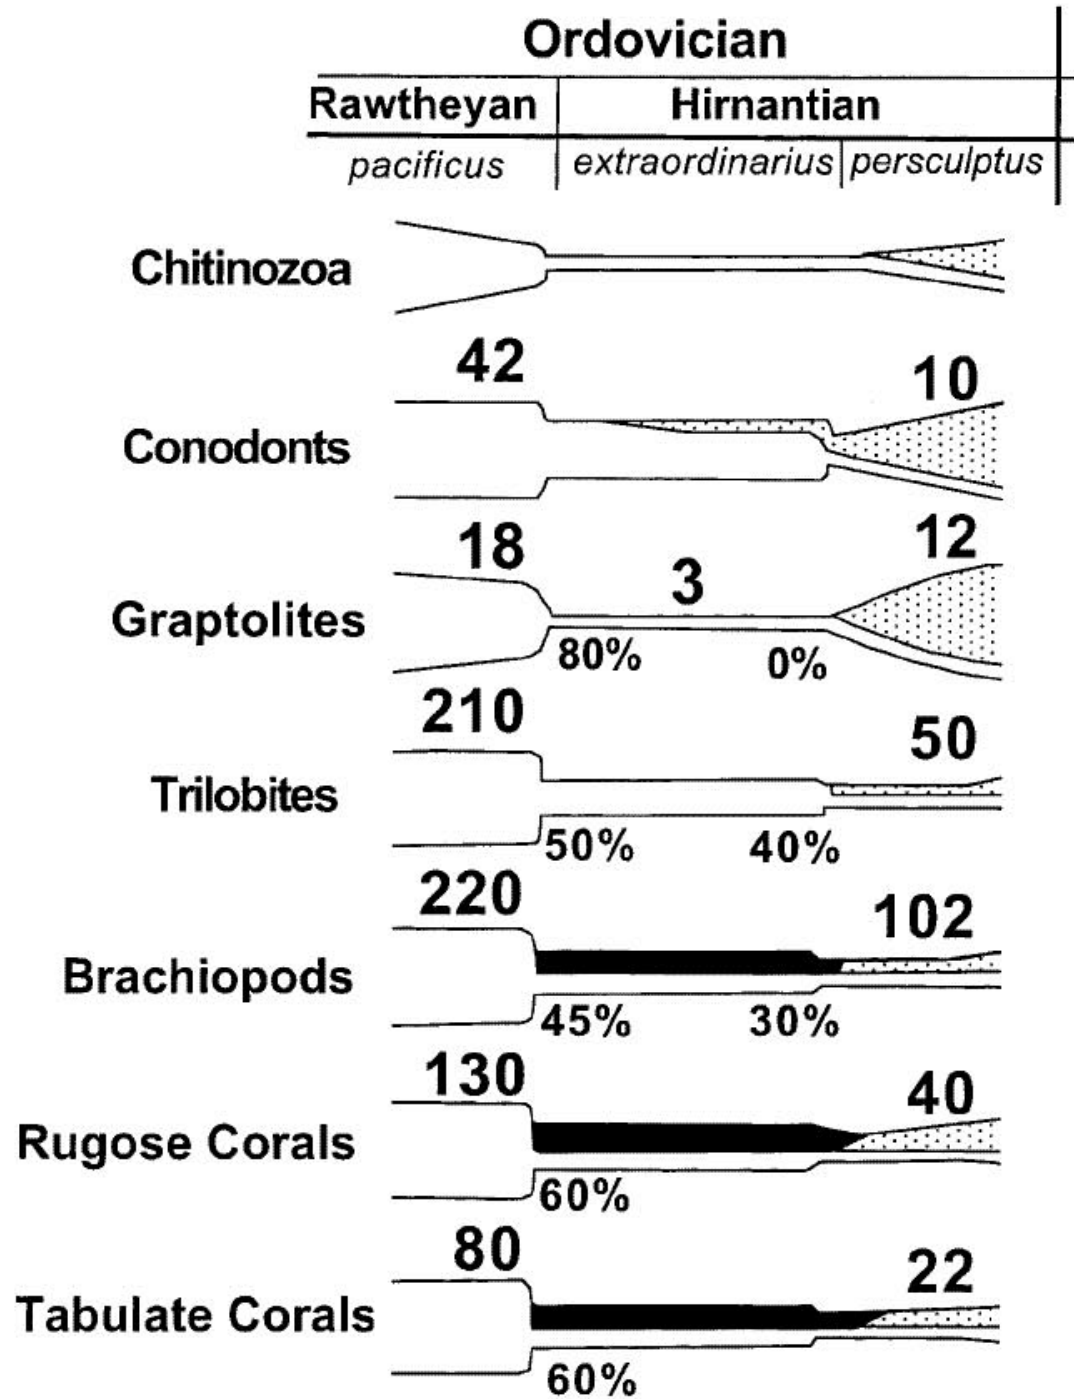 Ordovician
Rawtheyan Hirnantian
pacificus extraordinarius persculptus
Chitinozoa
42 10
Conodonts
18 12
3
Graptolites
80% 0%
210 50
Trilobites
50% 40%
220 102
Brachiopods
45% 30%
130 40
Rugose Corals
60%
80 22
Tabulate Corals
60%